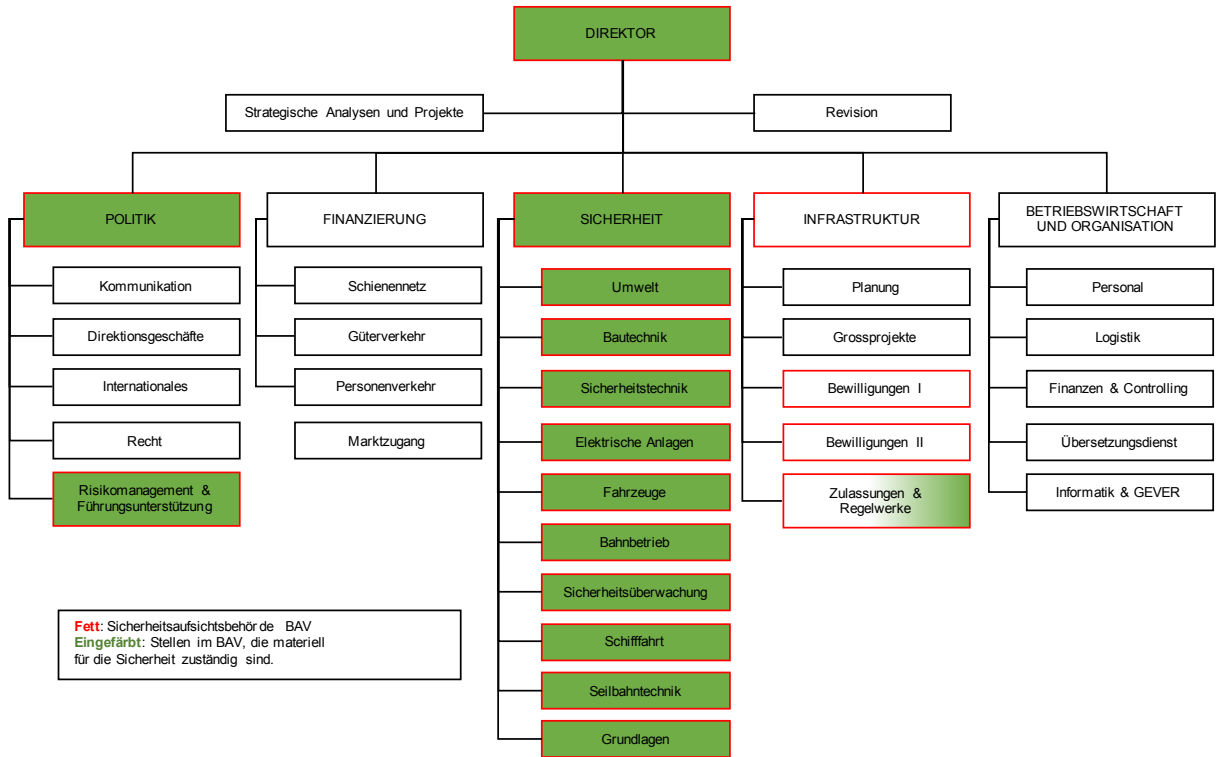 DIREKTOR
Strategische Analysen und Projekte
Revision
POLITIK
FINANZIERUNG
SICHERHEIT
INFRASTRUKTUR
BETRIEBSWIRTSCHAFT
UND ORGANISATION
Kommunikation
Direktionsgeschäfte
Internationales
Recht
Risikomanagement &
Führungsunterstützung
Schienennetz
Güterverkehr
Personenverkehr
Marktzugang
Umwelt
Bautechnik
Sicherheitstechnik
Elektrische Anlagen
Fahrzeuge
Bahnbetrieb
Sicherheitsüberwachung
Schifffahrt
Seilbahntechnik
Grundlagen
Planung
Grossprojekte
Bewilligungen I
Bewilligungen II
Zulassungen &
Regelwerke
Personal
Logistik
Finanzen & Controlling
Übersetzungsdienst
Informatik & GEVER
Fett: Sicherheitsaufsichtsbehörde BAV
Eingefärbt: Stellen im BAV, die materiell
für die Sicherheit zuständig sind.